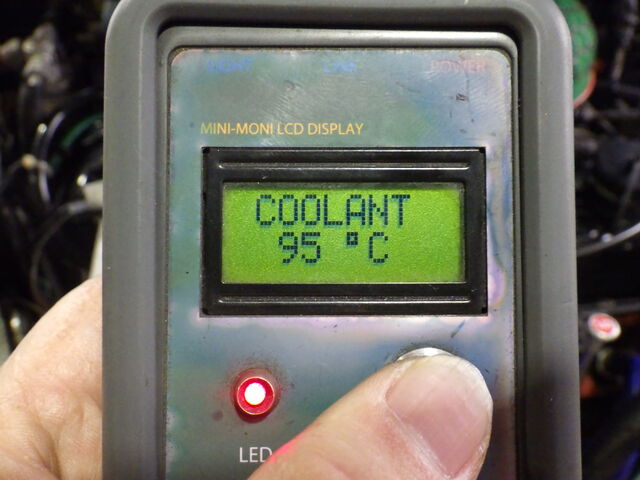 POWER
MINI-MONI LCD DISPLAY
COOLANT
95 °C
LED